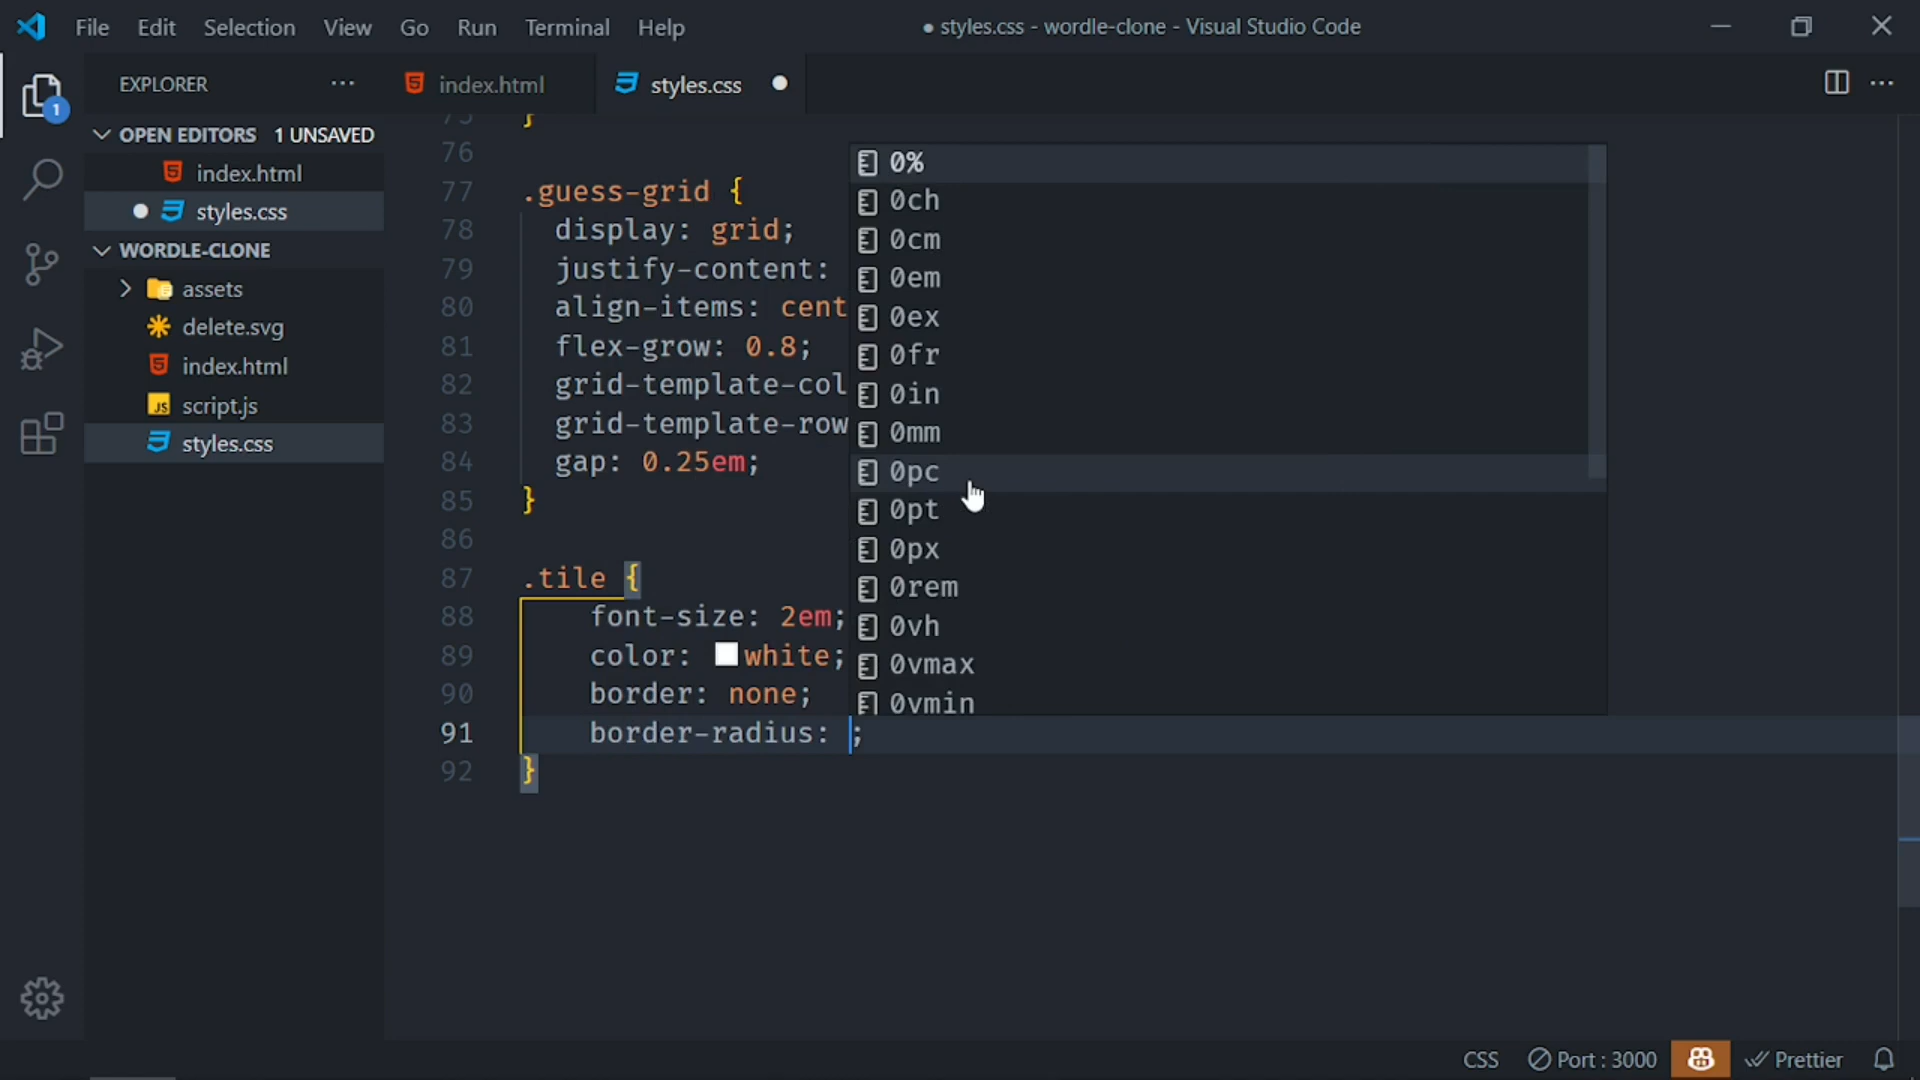 File Edit Selection View Go Run Terminal Help
● styles.css - wordle-clone - Visual Studio Code
EXPLORER ···
index.html
styles.css ●
1
OPEN EDITORS 1 UNSAVED
index.html
● styles.css
WORDLE-CLONE
assets
delete.svg
index.html
JS script.js
styles.css
75 }
76
77 .guess-grid {
78 display: grid;
79 justify-content:
80 align-items: cent
81 flex-grow: 0.8;
82 grid-template-col
83 grid-template-row
84 gap: 0.25em;
85 }
86
87 .tile {
88 font-size: 2em;
89 color: white;
90 border: none;
91 border-radius: ;
92 }
0%
0ch
0cm
0em
0ex
0fr
0in
0mm
0pc
0pt
0px
0rem
0vh
0vmax
0vmin
CSS Port : 3000 Prettier